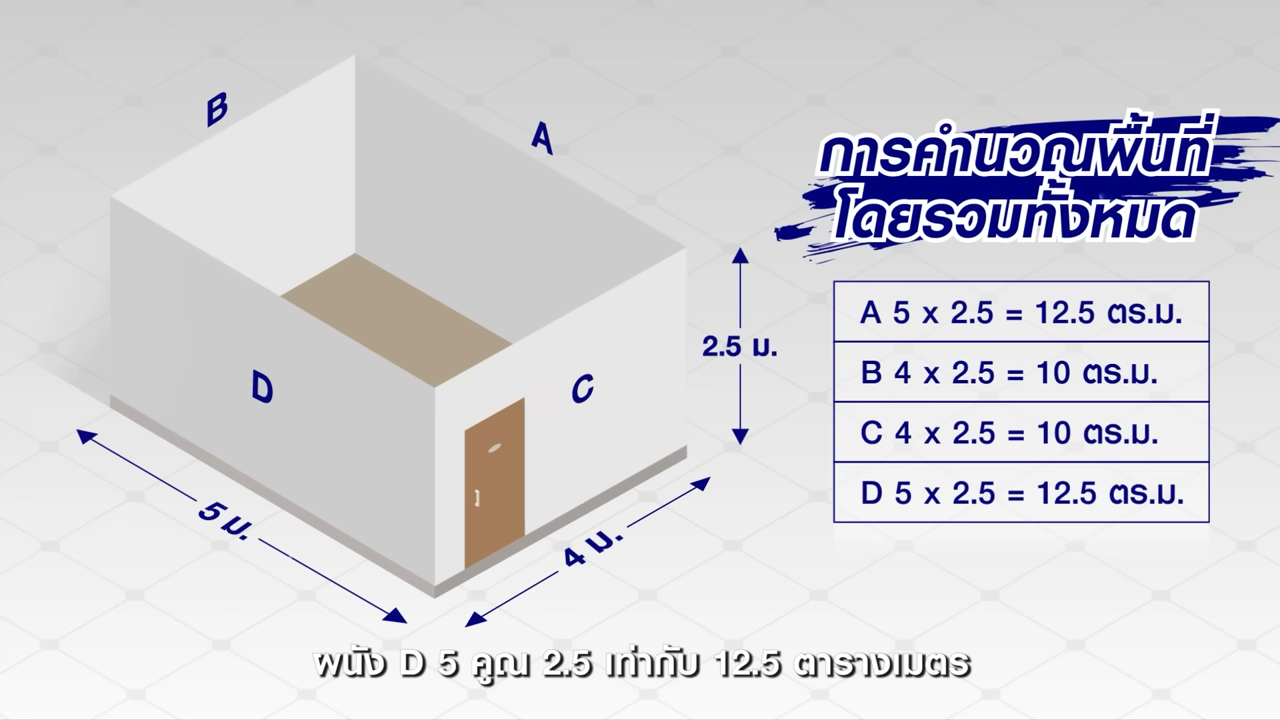 B
A
การคำนวณพื้นที่
โดยรวมทั้งหมด
A 5 x 2.5 = 12.5 ตร.ม.
B 4 x 2.5 = 10 ตร.ม.
C 4 x 2.5 = 10 ตร.ม.
D 5 x 2.5 = 12.5 ตร.ม.
2.5 ม.
D
C
5 ม.
4 ม.
ผนัง D 5 คูณ 2.5 เท่ากับ 12.5 ตารางเมตร